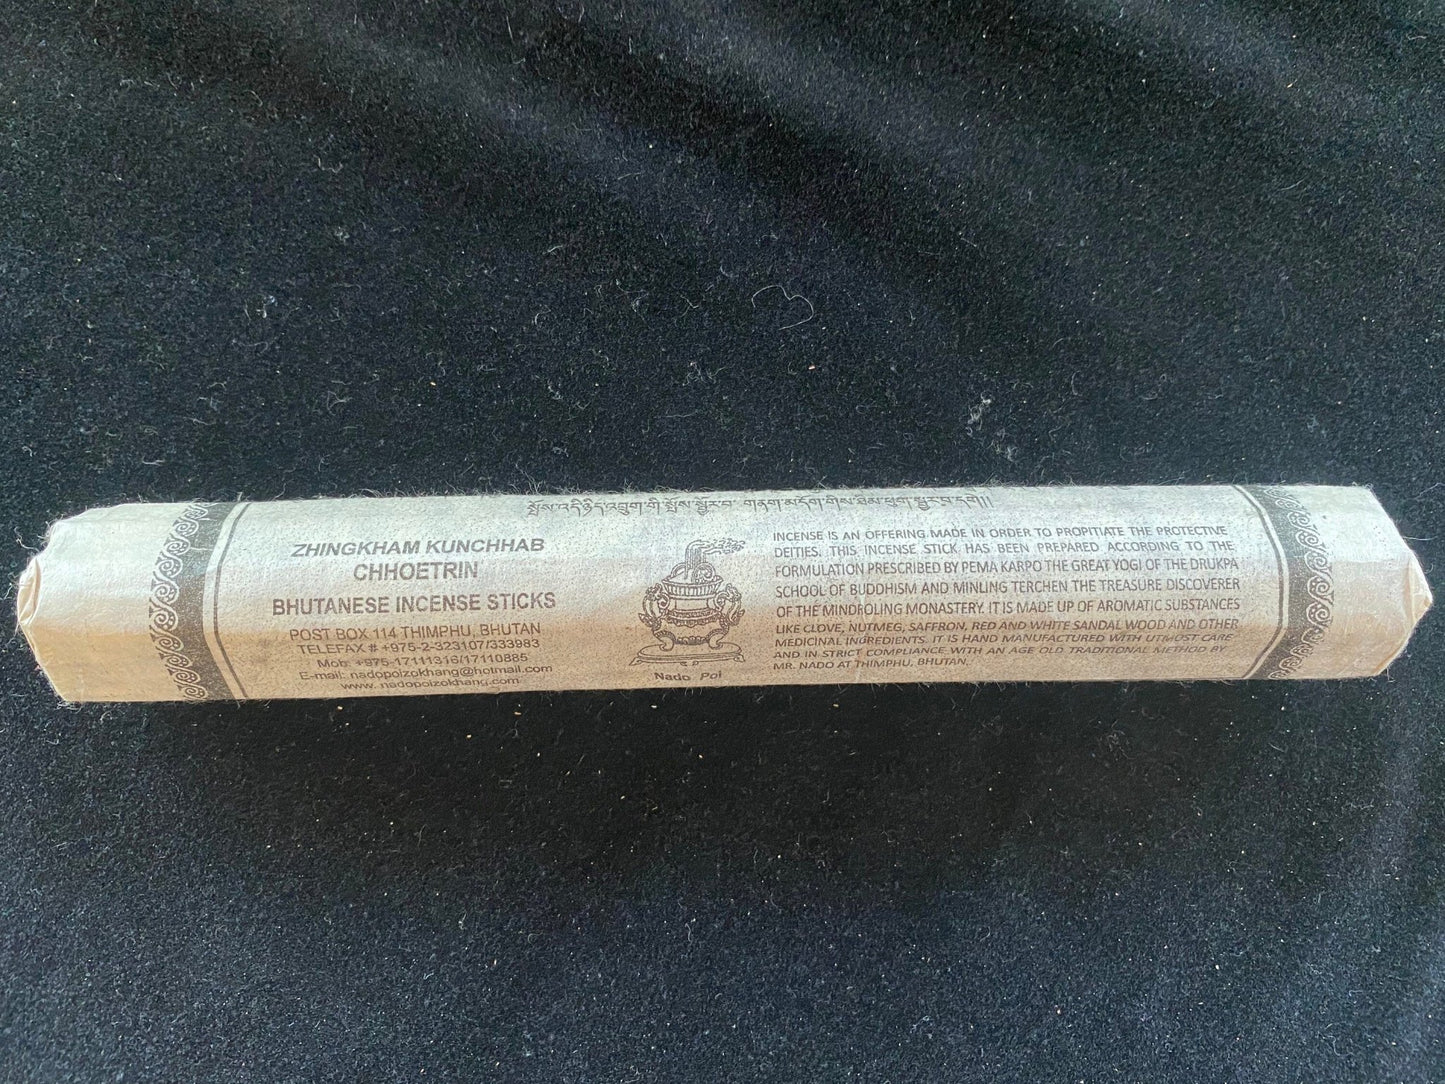 ZHINGKHAM KUNCHHAB
CHHOETRIN
BHUTANESE INCENSE STICKS
POST BOX 114 THIMPHU, BHUTAN
TELEFAX # +975-2-323107/333983
Mob: +975-17111316/17110885
E-mail: nadopoizokhang@hotmail.com
www. nadopoizokhang.com
Nado Poi
INCENSE IS AN OFFERING MADE IN ORDER TO PROPITIATE THE PROTECTIVE
DEITIES. THIS INCENSE STICK HAS BEEN PREPARED ACCORDING TO THE
FORMULATION PRESCRIBED BY PEMA KARPO THE GREAT YOGI OF THE DRUKPA
SCHOOL OF BUDDHISM AND MINLING TERCHEN THE TREASURE DISCOVERER
OF THE MINDROLING MONASTERY. IT IS MADE UP OF AROMATIC SUBSTANCES
LIKE CLOVE, NUTMEG, SAFFRON, RED AND WHITE SANDAL WOOD AND OTHER
MEDICINAL INGREDIENTS. IT IS HAND MANUFACTURED WITH UTMOST CARE
AND IN STRICT COMPLIANCE WITH AN AGE OLD TRADITIONAL METHOD BY
MR. NADO AT THIMPHU, BHUTAN.